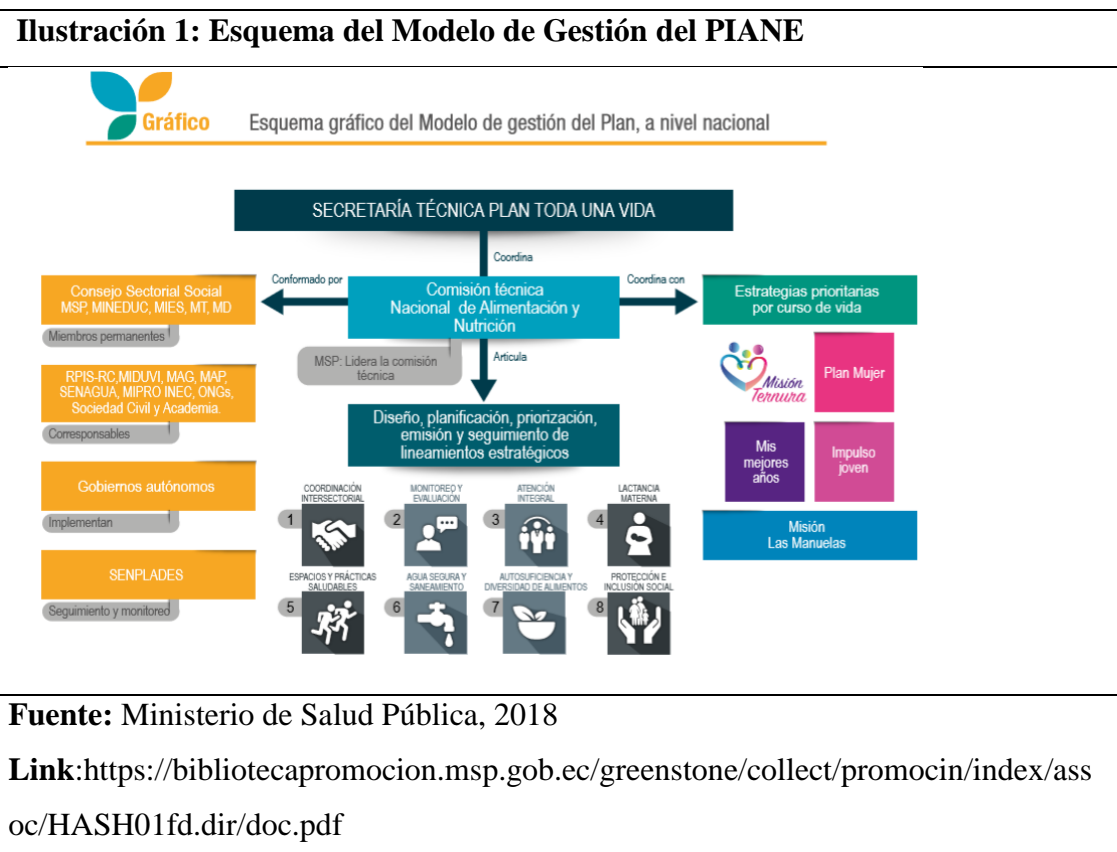 Ilustración 1: Esquema del Modelo de Gestión del PIANE
Gráfico
Esquema gráfico del Modelo de gestión del Plan, a nivel nacional
SECRETARÍA TÉCNICA PLAN TODA UNA VIDA
Coordina
Conformado por
Coordina con
Consejo Sectorial Social
MSP, MINEDUC, MIES, MT, MD
Miembros permanentes
RPIS-RC,MIDUVI, MAG, MAP,
SENAGUA, MIPRO INEC, ONGs,
Sociedad Civil y Academia.
Corresponsables
Gobiernos autónomos
Implementan
SENPLADES
Seguimiento y monitoreo
Comisión técnica
Nacional de Alimentación y
Nutrición
MSP: Lidera la comisión
técnica
Articula
Diseño, planificación, priorización,
emisión y seguimiento de
lineamientos estratégicos
COORDINACIÓN
INTERSECTORIAL
1
MONITOREO Y
EVALUACIÓN
2
ATENCIÓN
INTEGRAL
3
LACTANCIA
MATERNA
4
ESPACIOS Y PRÁCTICAS
SALUDABLES
5
AGUA SEGURA Y
SANEAMIENTO
6
AUTOSUFICIENCIA Y
DIVERSIDAD DE ALIMENTOS
7
PROTECCIÓN E
INCLUSIÓN SOCIAL
8
Estrategias prioritarias
por curso de vida
Misión
Ternura
Plan Mujer
Mis
mejores
años
Impulso
joven
Misión
Las Manuelas
Fuente: Ministerio de Salud Pública, 2018
Link:https://bibliotecapromocion.msp.gob.ec/greenstone/collect/promocin/index/ass
oc/HASH01fd.dir/doc.pdf